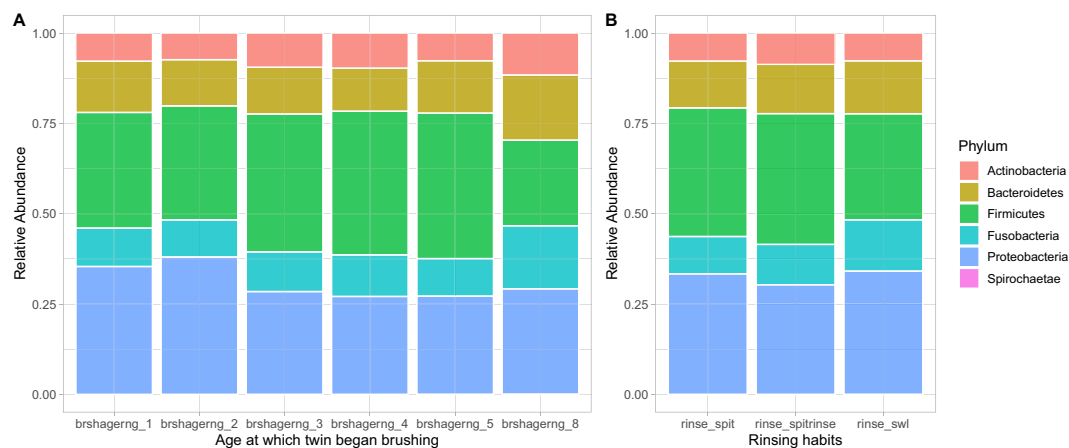 A
B
Relative Abundance
1.00
0.75
0.50
0.25
0.00
brshagerng_1 brshagerng_2 brshagerng_3 brshagerng_4 brshagerng_5 brshagerng_8
Age at which twin began brushing
Relative Abundance
1.00
0.75
0.50
0.25
0.00
rinse_spit rinse_spitrinse rinse_swl
Rinsing habits
Phylum
Actinobacteria
Bacteroidetes
Firmicutes
Fusobacteria
Proteobacteria
Spirochaetae